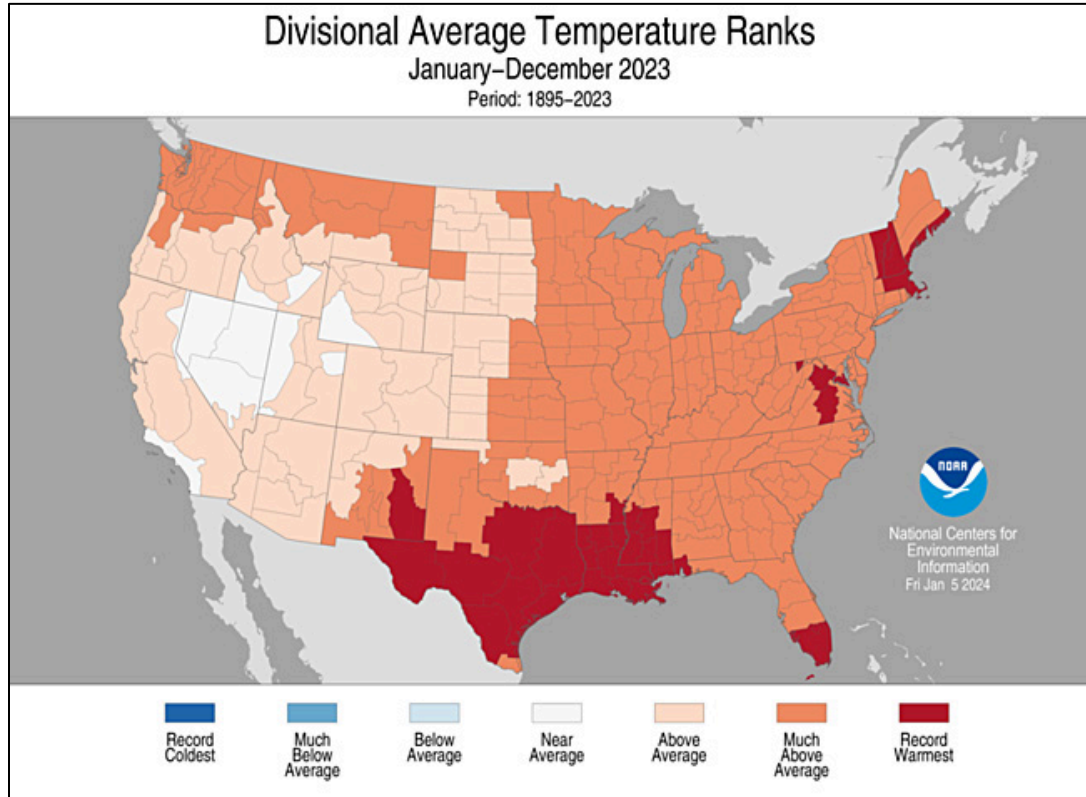 Divisional Average Temperature Ranks
January–December 2023
Period: 1895–2023
NOAA
National Centers for
Environmental
Information
Fri Jan 5 2024
Record
Coldest
Much
Below
Average
Below
Average
Near
Average
Above
Average
Much
Above
Average
Record
Warmest